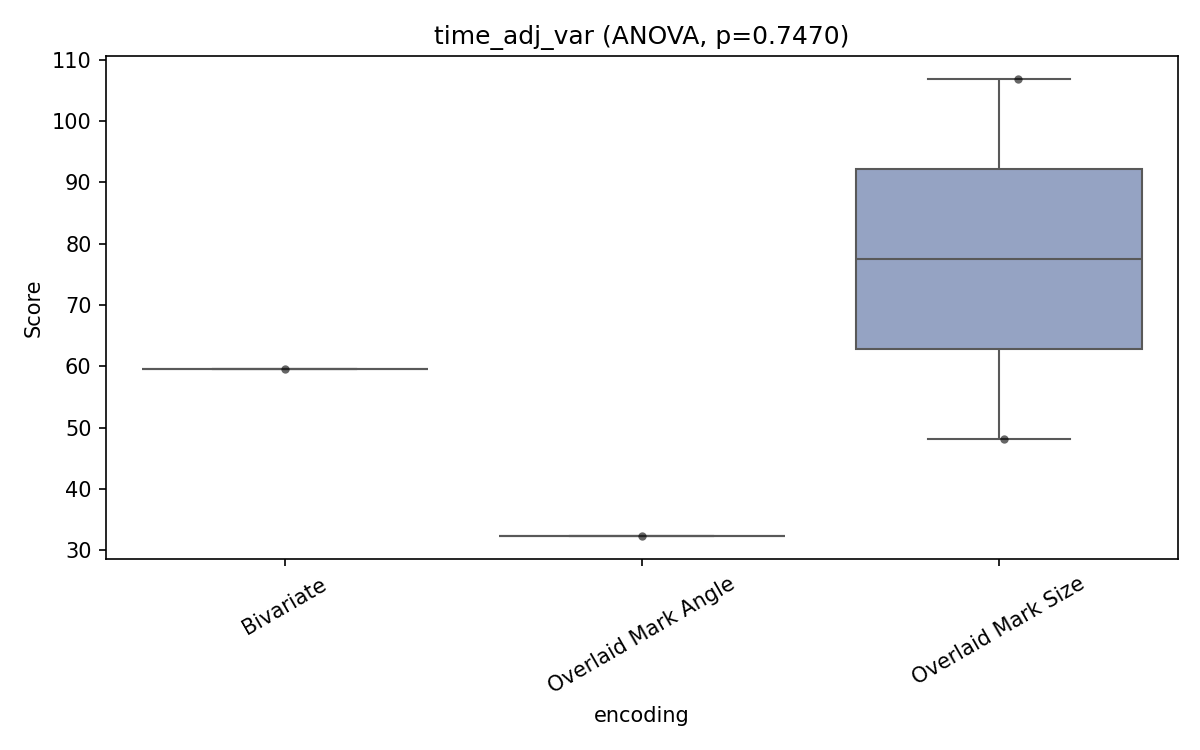 time_adj_var (ANOVA, p=0.7470)
110
100
90
80
70
60
50
40
30
Score
Bivariate
Overlaid Mark Angle
Overlaid Mark Size
encoding